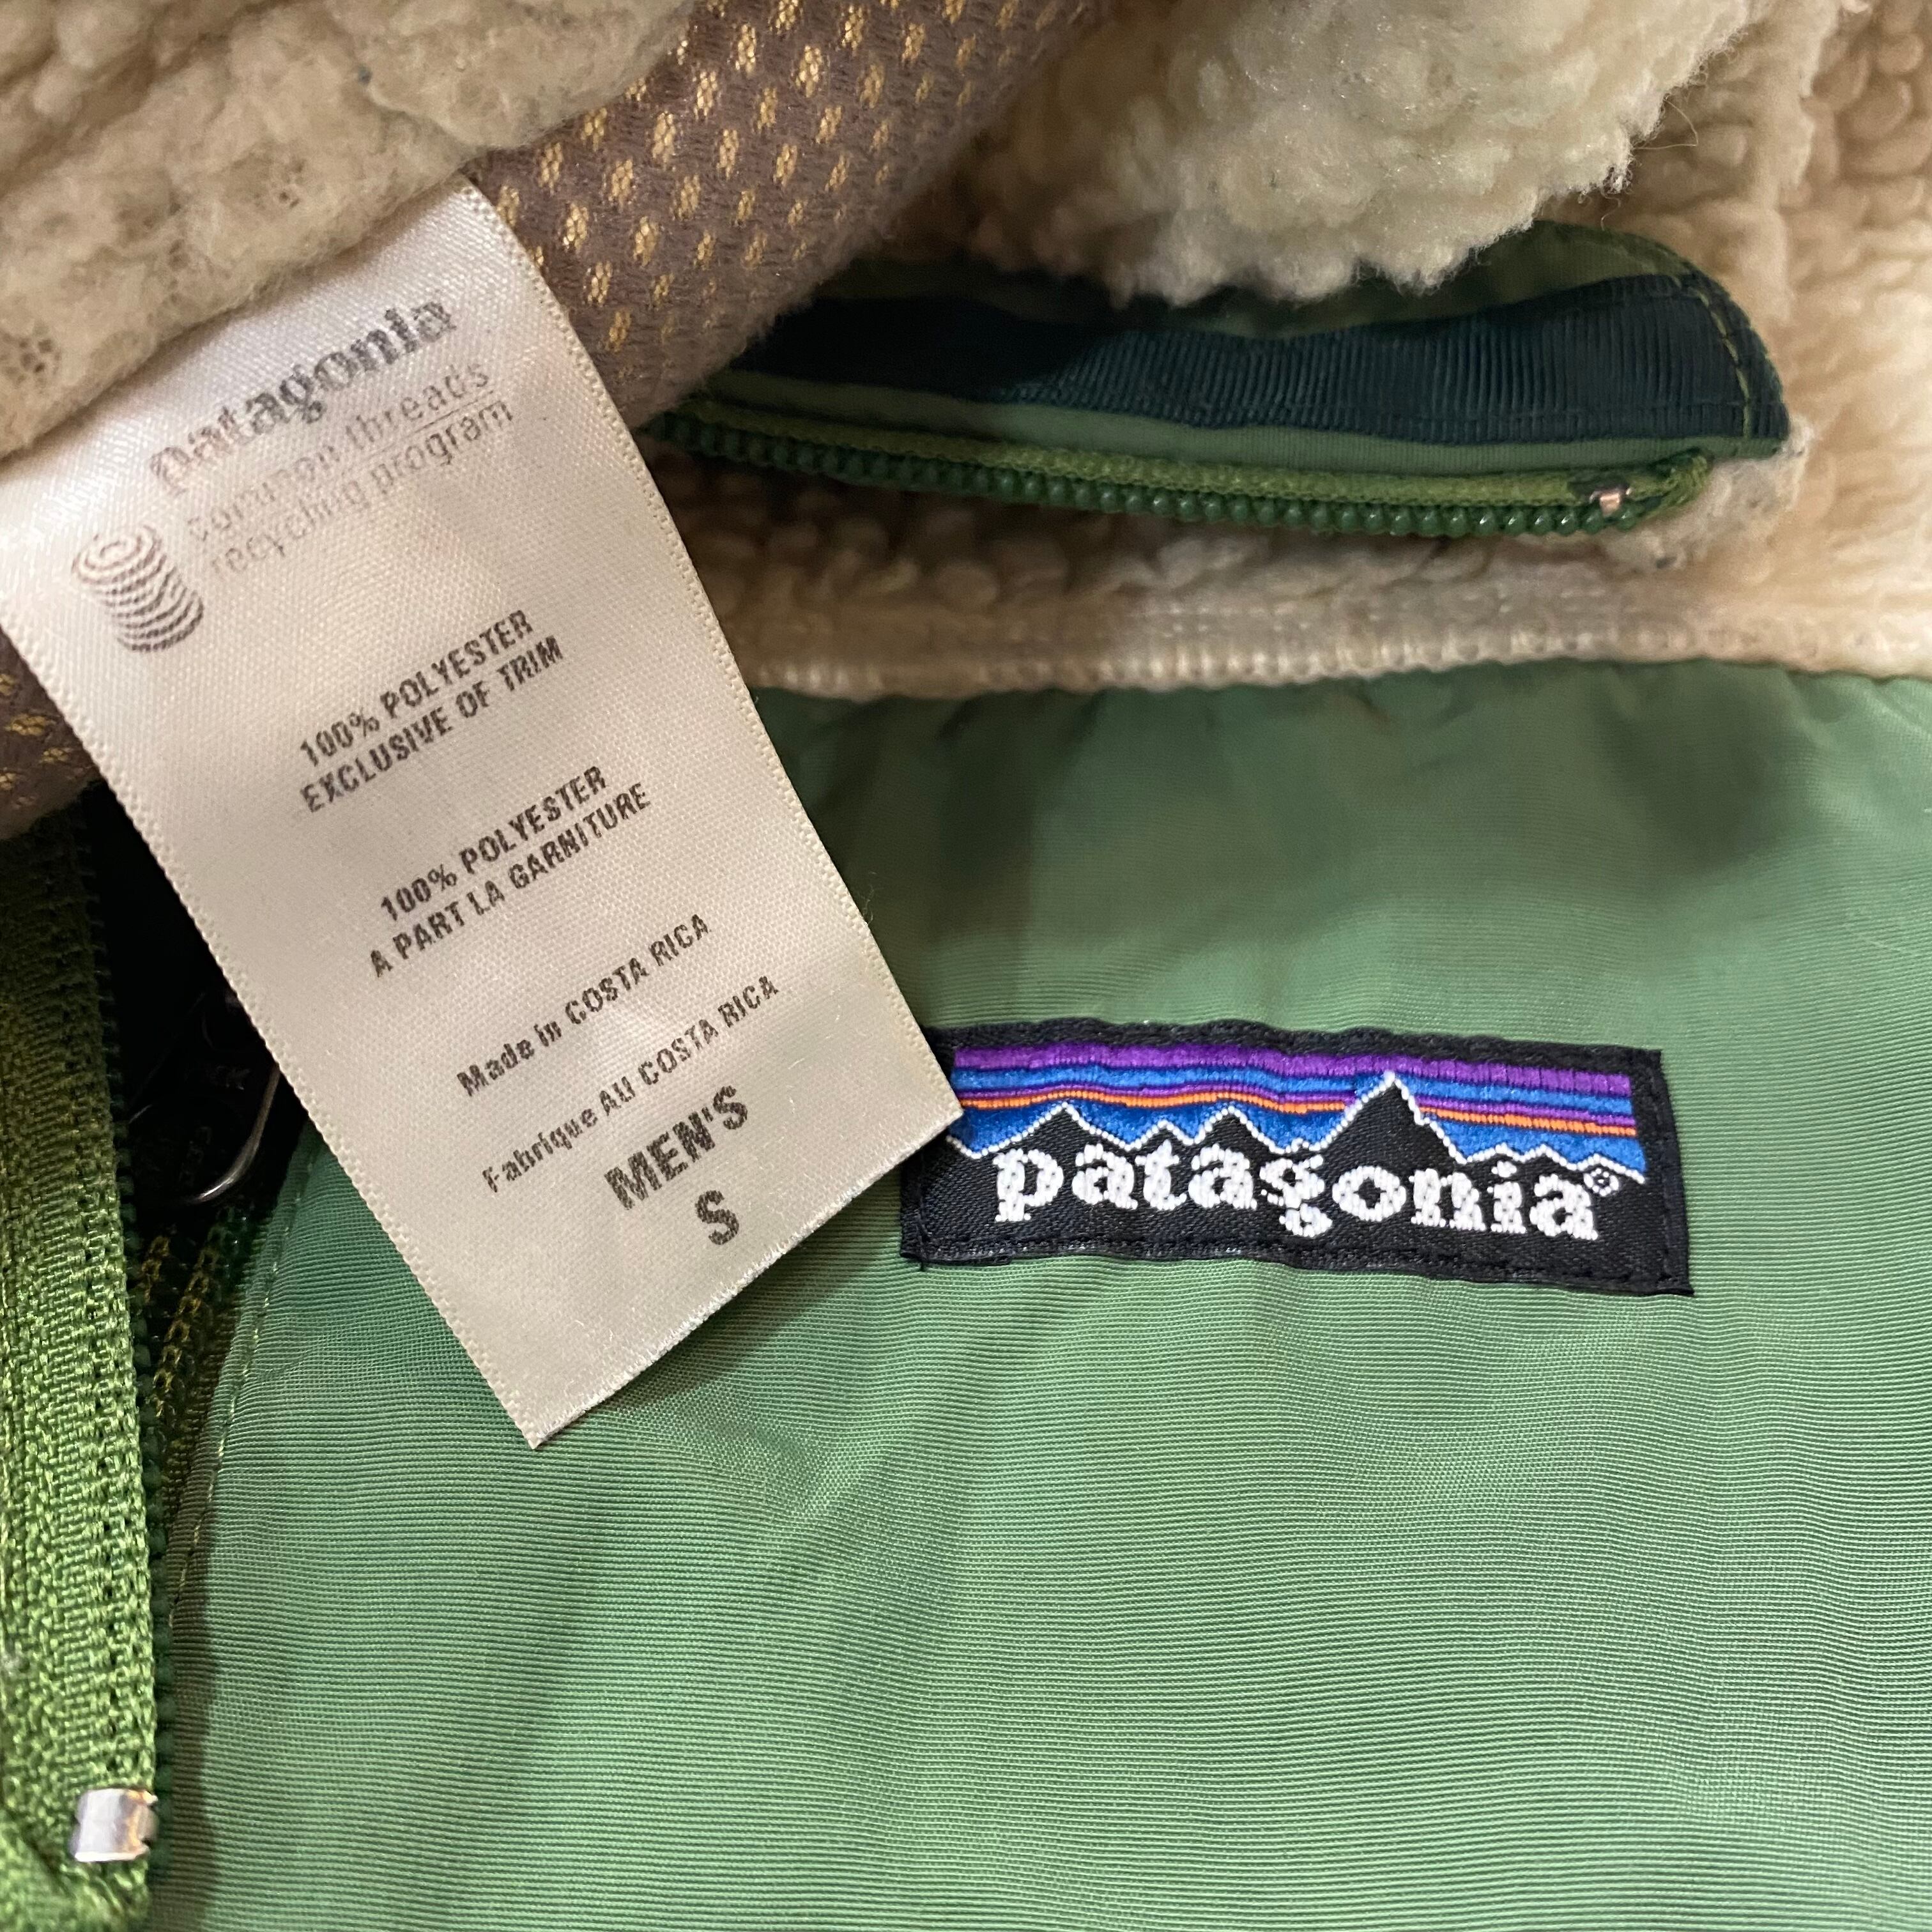 patagonia
common threads
recycling program
100% POLYESTER
EXCLUSIVE OF TRIM
100% POLYESTER
A PART LA GARNITURE
Made in COSTA RICA
Fabrique AU COSTA RICA
MEN'S
S
patagonia®